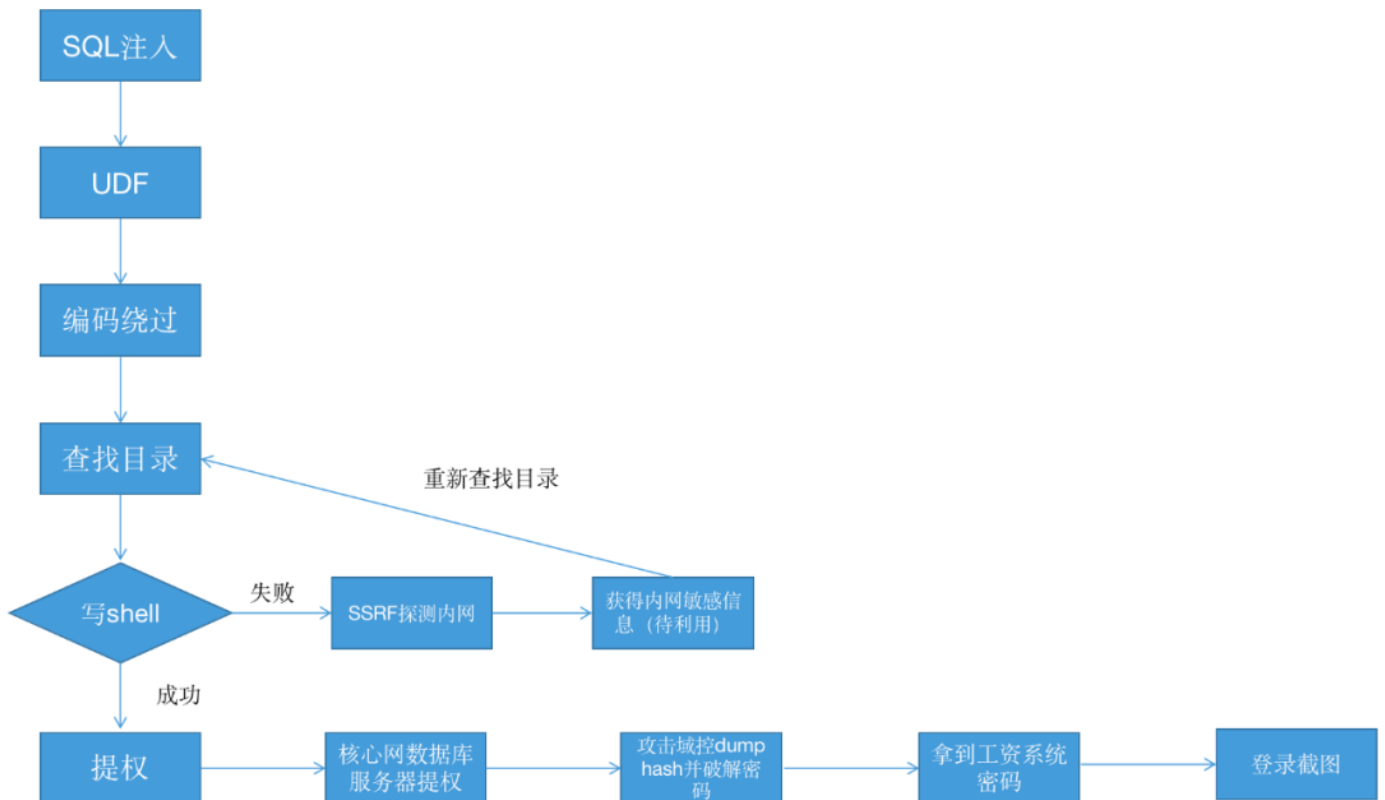 SQL注入
UDF
编码绕过
查找目录
重新查找目录
写shell
失败
SSRF探测内网
获得内网敏感信
息（待利用）
成功
提权
核心网数据库
服务器提权
攻击域控dump
hash并破解密
码
拿到工资系统
密码
登录截图